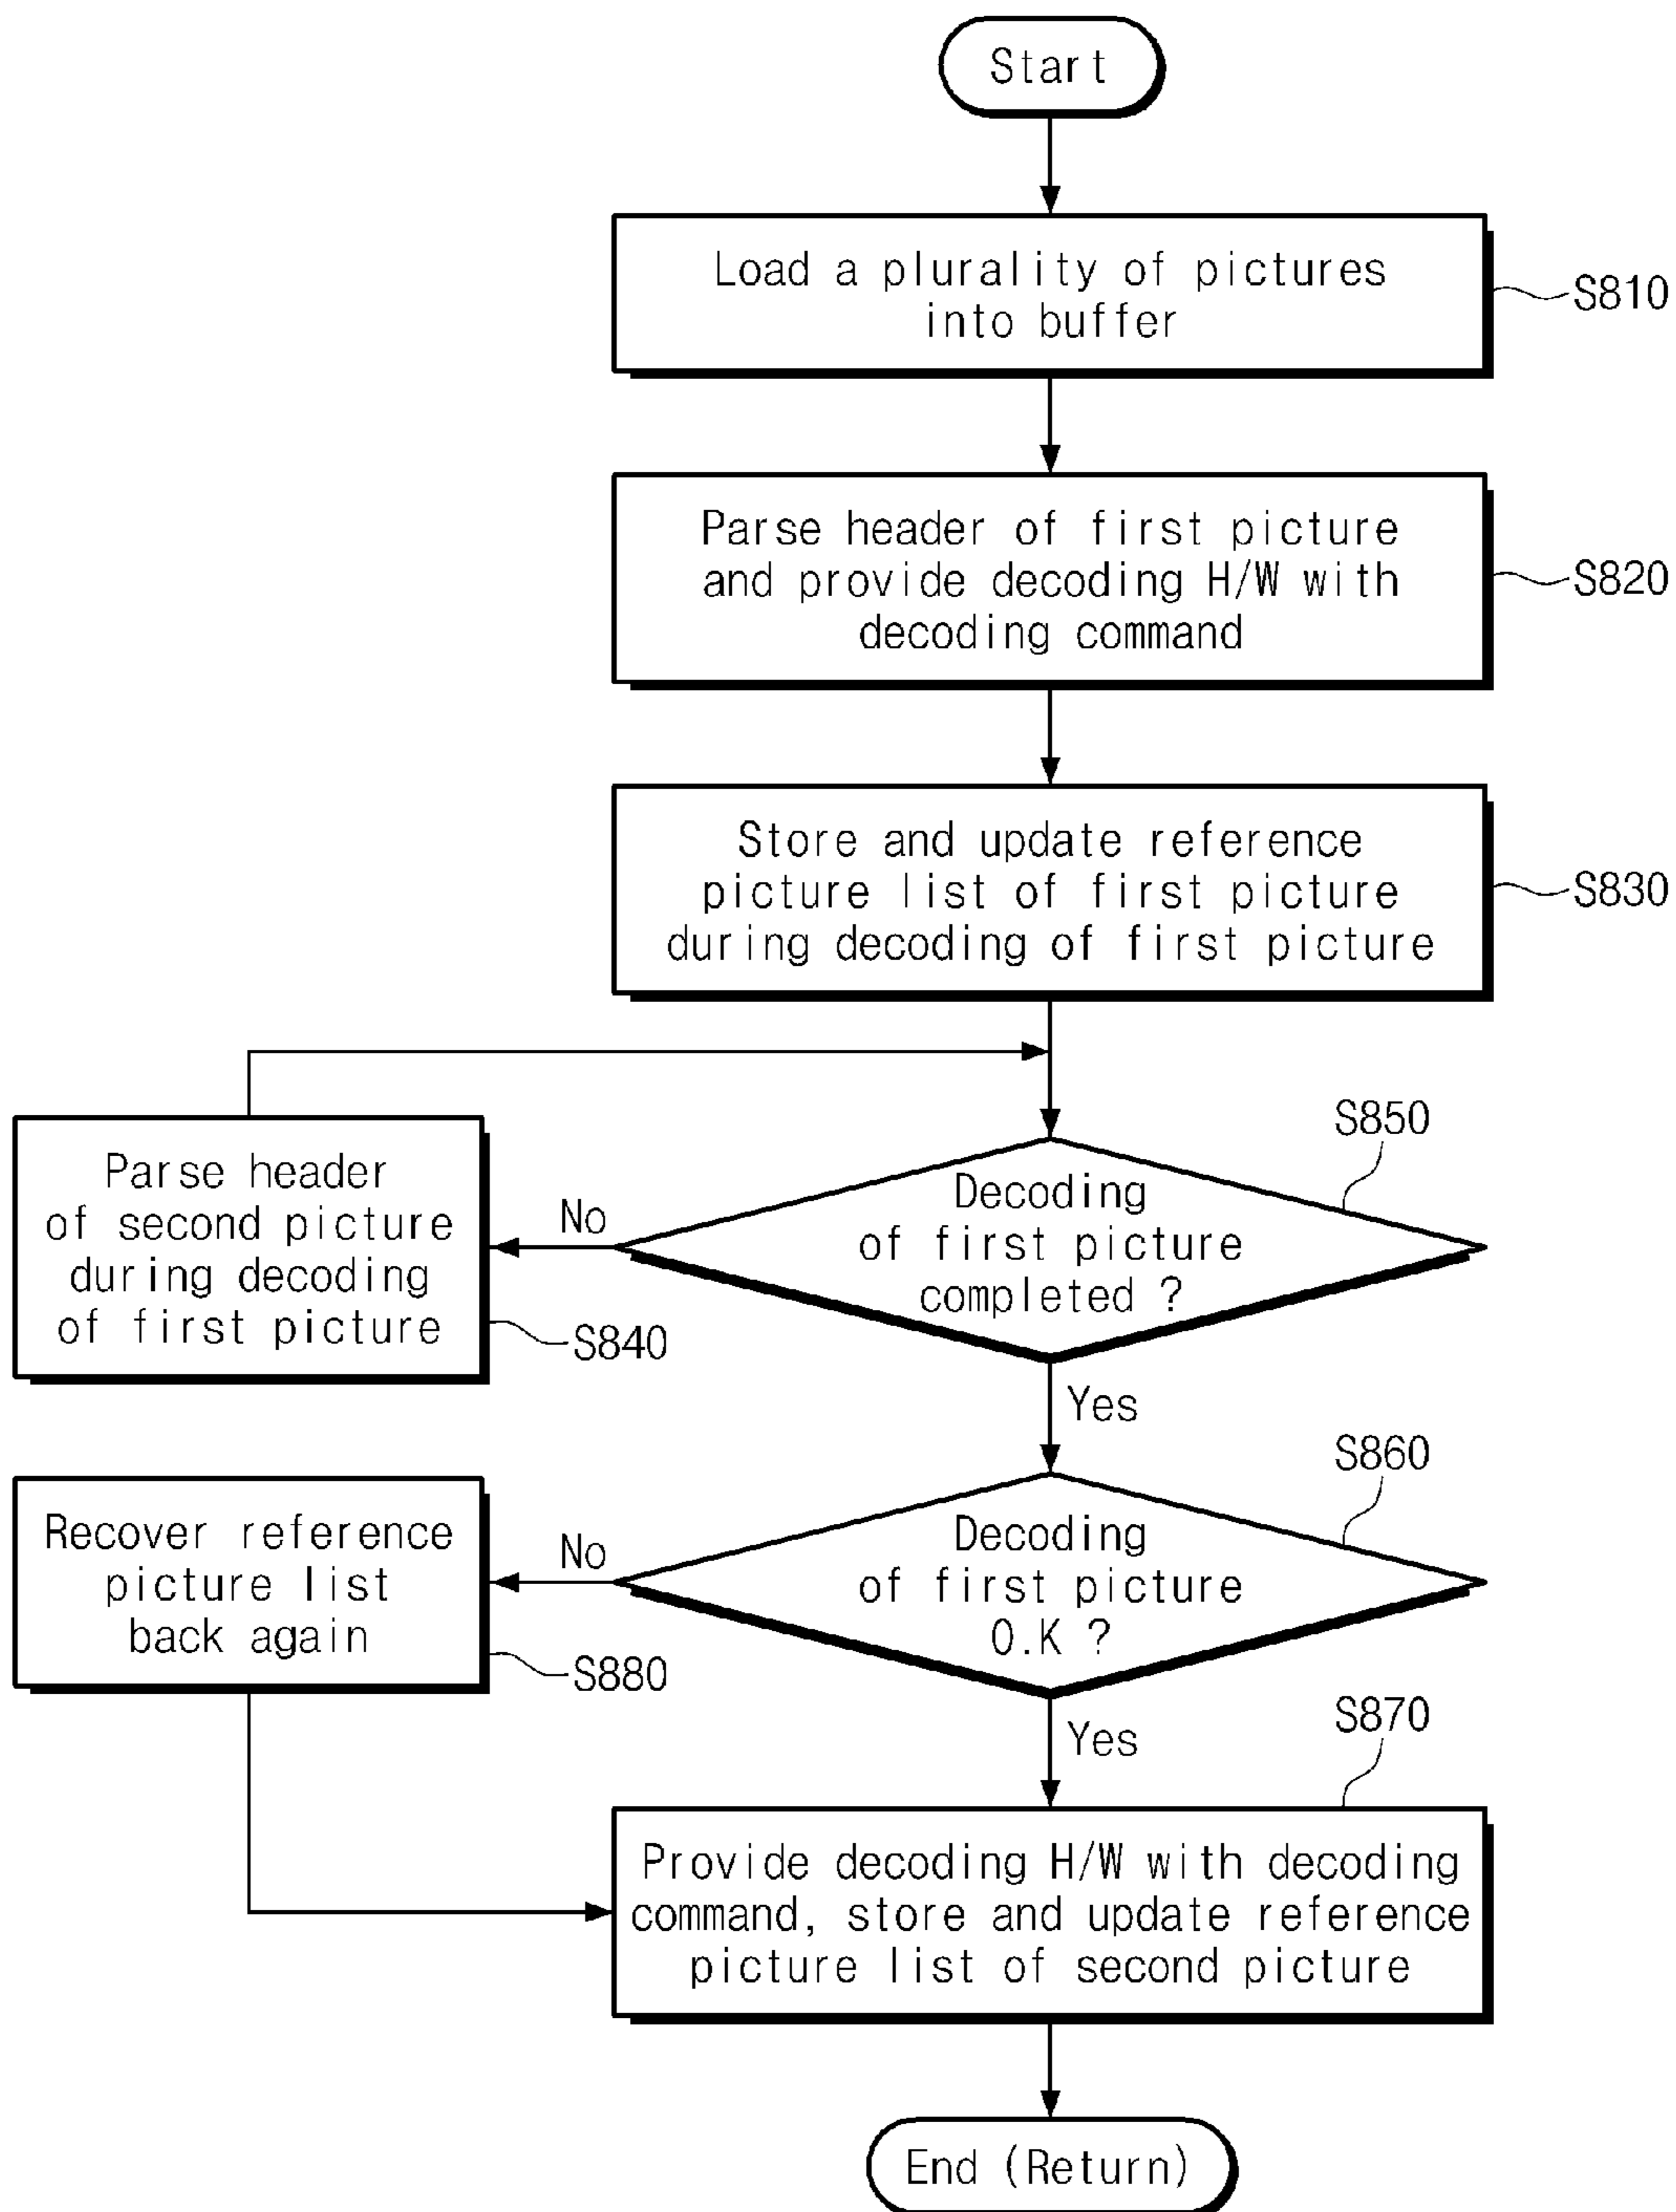 Start
Load a plurality of pictures
into buffer
S810
Parse header of first picture
and provide decoding H/W with
decoding command
S820
Store and update reference
picture list of first picture
during decoding of first picture
S830
S850
Decoding
of first picture
completed ?
No
Parse header
of second picture
during decoding
of first picture
S840
Yes
S860
Decoding
of first picture
O.K ?
No
Recover reference
picture list
back again
S880
Yes
S870
Provide decoding H/W with decoding
command, store and update reference
picture list of second picture
End (Return)